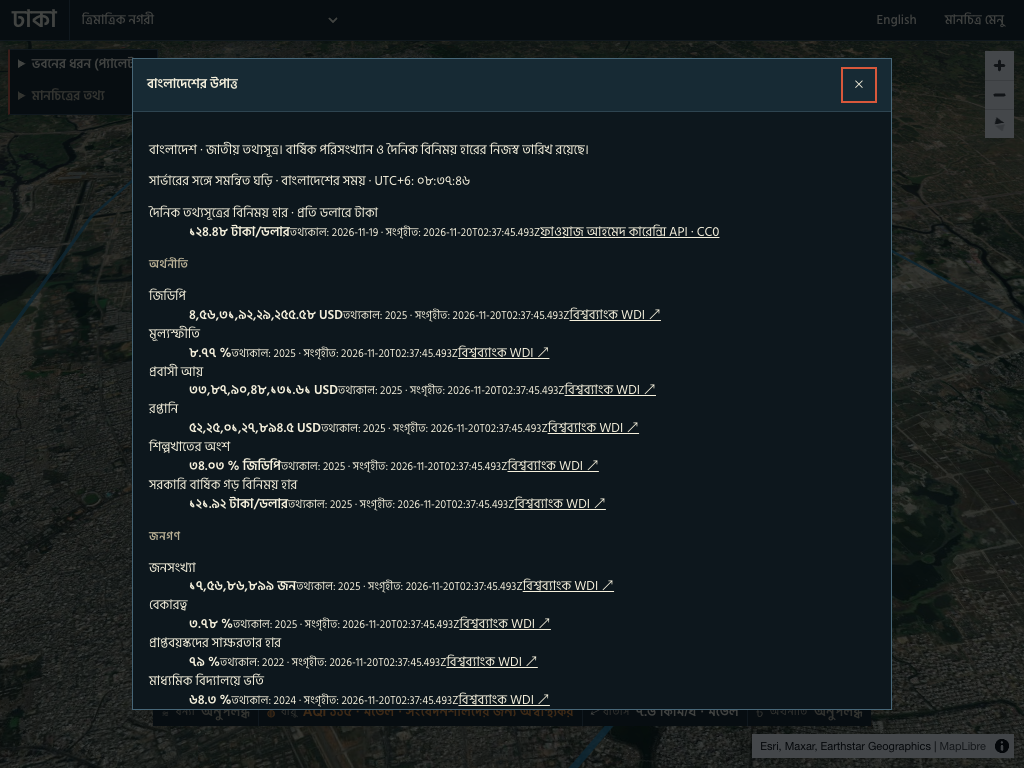 ঢাকা
ত্রিমাত্রিক নগরী
English
মানচিত্র মেনু
▶ ভবনের ধরন (প্যালেট
▶ মানচিত্রের তথ্য
বাংলাদেশের উপাত্ত
×
বাংলাদেশ · জাতীয় তথ্যসূত্র। বার্ষিক পরিসংখ্যান ও দৈনিক বিনিময় হারের নিজস্ব তারিখ রয়েছে।
সার্ভারের সঙ্গে সমন্বিত ঘড়ি · বাংলাদেশের সময় · UTC+6: ০৮:৩৭:৪৬
দৈনিক তথ্যসূত্রের বিনিময় হার · প্রতি ডলারে টাকা
১২৪.৪৮ টাকা/ডলারতথ্যকাল: 2026-11-19 · সংগৃহীত: 2026-11-20T02:37:45.493Zফাওয়াজ আহমেদ কারেন্সি API · CC0
অর্থনীতি
জিডিপি
৪,৫৬,৩১,৯২,২৯,২৫৫.৫৮ USDতথ্যকাল: 2025 · সংগৃহীত: 2026-11-20T02:37:45.493Zবিশ্বব্যাংক WDI ↗
মূল্যস্ফীতি
৮.৭৭ %তথ্যকাল: 2025 · সংগৃহীত: 2026-11-20T02:37:45.493Zবিশ্বব্যাংক WDI ↗
প্রবাসী আয়
৩৩,৮৭,৯০,৪৮,১৩১.৬১ USDতথ্যকাল: 2025 · সংগৃহীত: 2026-11-20T02:37:45.493Zবিশ্বব্যাংক WDI ↗
রপ্তানি
৫২,২৫,০১,২৭,৮৯৪.৫ USDতথ্যকাল: 2025 · সংগৃহীত: 2026-11-20T02:37:45.493Zবিশ্বব্যাংক WDI ↗
শিল্পখাতের অংশ
৩৪.০৩ % জিডিপিতথ্যকাল: 2025 · সংগৃহীত: 2026-11-20T02:37:45.493Zবিশ্বব্যাংক WDI ↗
সরকারি বার্ষিক গড় বিনিময় হার
১২১.৯২ টাকা/ডলারতথ্যকাল: 2025 · সংগৃহীত: 2026-11-20T02:37:45.493Zবিশ্বব্যাংক WDI ↗
জনগণ
জনসংখ্যা
১৭,৫৬,৮৬,৮৯৯ জনতথ্যকাল: 2025 · সংগৃহীত: 2026-11-20T02:37:45.493Zবিশ্বব্যাংক WDI ↗
বেকারত্ব
৩.৭৮ %তথ্যকাল: 2025 · সংগৃহীত: 2026-11-20T02:37:45.493Zবিশ্বব্যাংক WDI ↗
প্রাপ্তবয়স্কদের সাক্ষরতার হার
৭৯ %তথ্যকাল: 2022 · সংগৃহীত: 2026-11-20T02:37:45.493Zবিশ্বব্যাংক WDI ↗
মাধ্যমিক বিদ্যালয়ে ভর্তি
৬৪.৩ %তথ্যকাল: 2024 · সংগৃহীত: 2026-11-20T02:37:45.493Zবিশ্বব্যাংক WDI ↗
Esri, Maxar, Earthstar Geographics | MapLibre